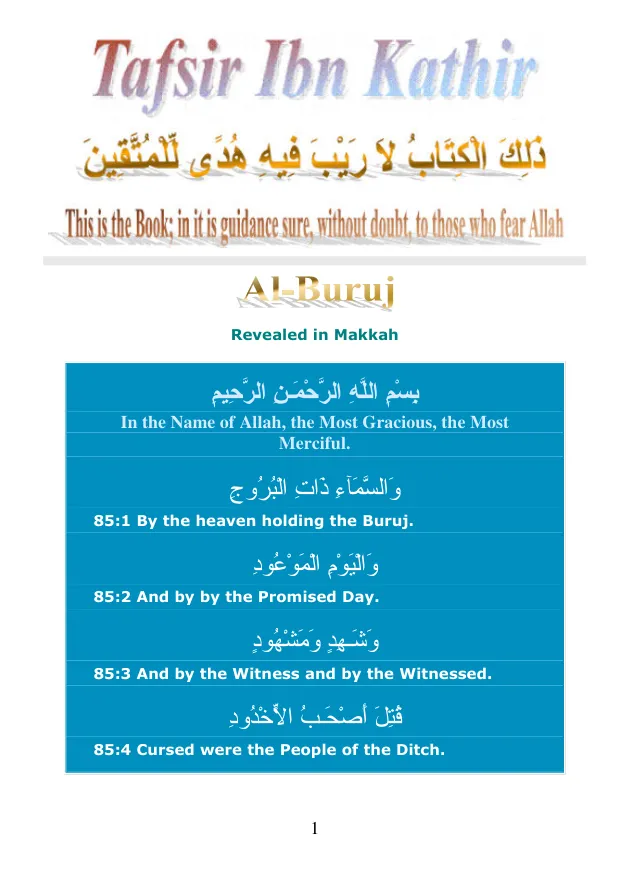 Tafsir Ibn Kathir
ذَلِكَ الْكِتَابُ لاَ رَيْبَ فِيهِ هُدًى لِّلْمُتَّقِينَ
This is the Book; in it is guidance sure, without doubt, to those who fear Allah
Al-Buruj
Revealed in Makkah
بِسْمِ اللَّهِ الرَّحْمَـنِ الرَّحِيمِ
In the Name of Allah, the Most Gracious, the Most
Merciful.
وَالسَّمَآءِ ذَاتِ الْبُرُوجِ
85:1 By the heaven holding the Buruj.
وَالْيَوْمِ الْمَوْعُودِ
85:2 And by by the Promised Day.
وَشَـهِدٍ وَمَشْهُودٍ
85:3 And by the Witness and by the Witnessed.
قُتِلَ أَصْحَـبُ الاٍّخْدُودِ
85:4 Cursed were the People of the Ditch.
1